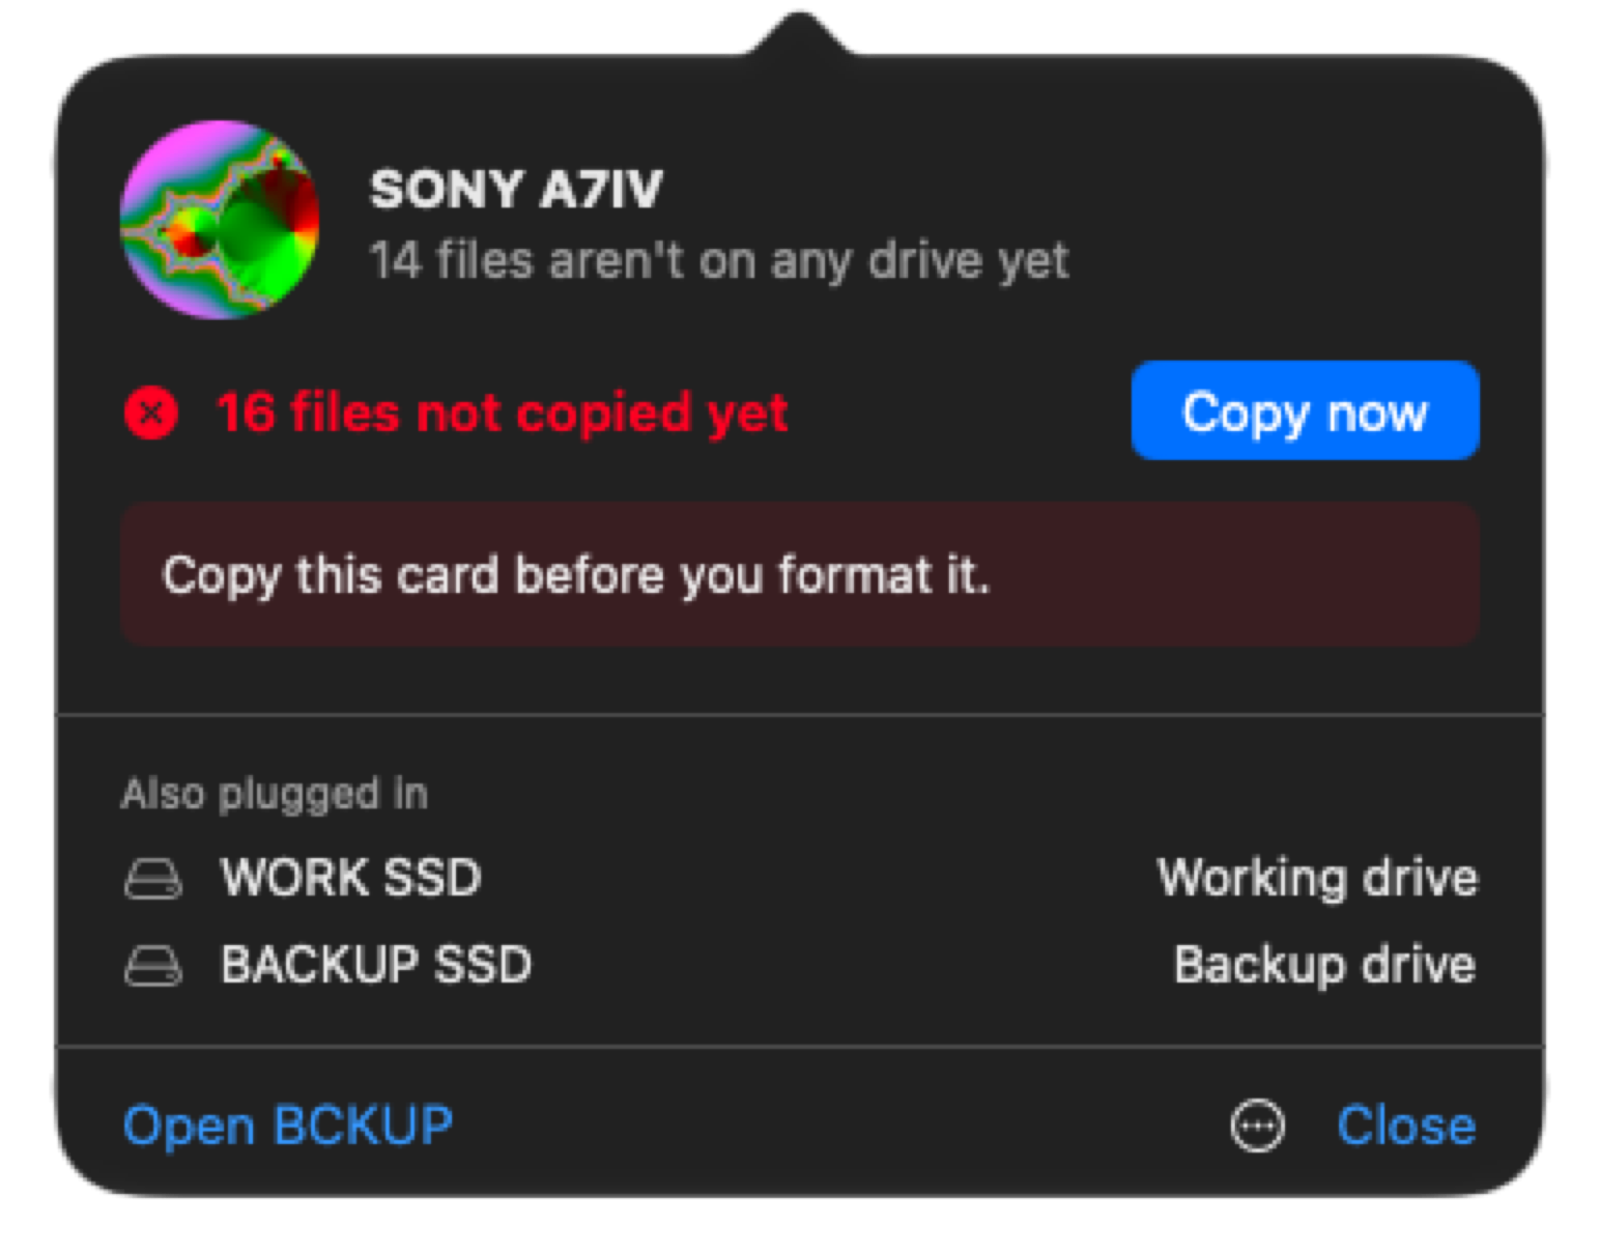 SONY A7IV
14 files aren't on any drive yet
16 files not copied yet
Copy now
Copy this card before you format it.
Also plugged in
WORK SSD
Working drive
BACKUP SSD
Backup drive
Open BCKUP
Close